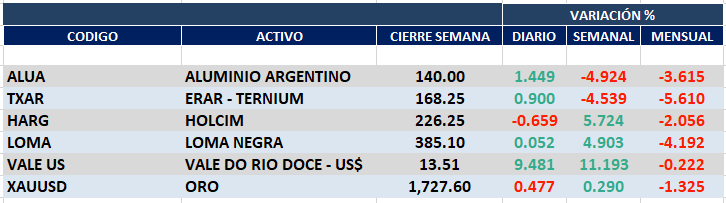 VARIACIÓN %
CODIGO ACTIVO CIERRE SEMANA DIARIO SEMANAL MENSUAL
ALUA ALUMINIO ARGENTINO 140.00 1.449 -4.924 -3.615
TXAR ERAR - TERNIUM 168.25 0.900 -4.539 -5.610
HARG HOLCIM 226.25 -0.659 5.724 -2.056
LOMA LOMA NEGRA 385.10 0.052 4.903 -4.192
VALE US VALE DO RIO DOCE - US$ 13.51 9.481 11.193 -0.222
XAUUSD ORO 1,727.60 0.477 0.290 -1.325